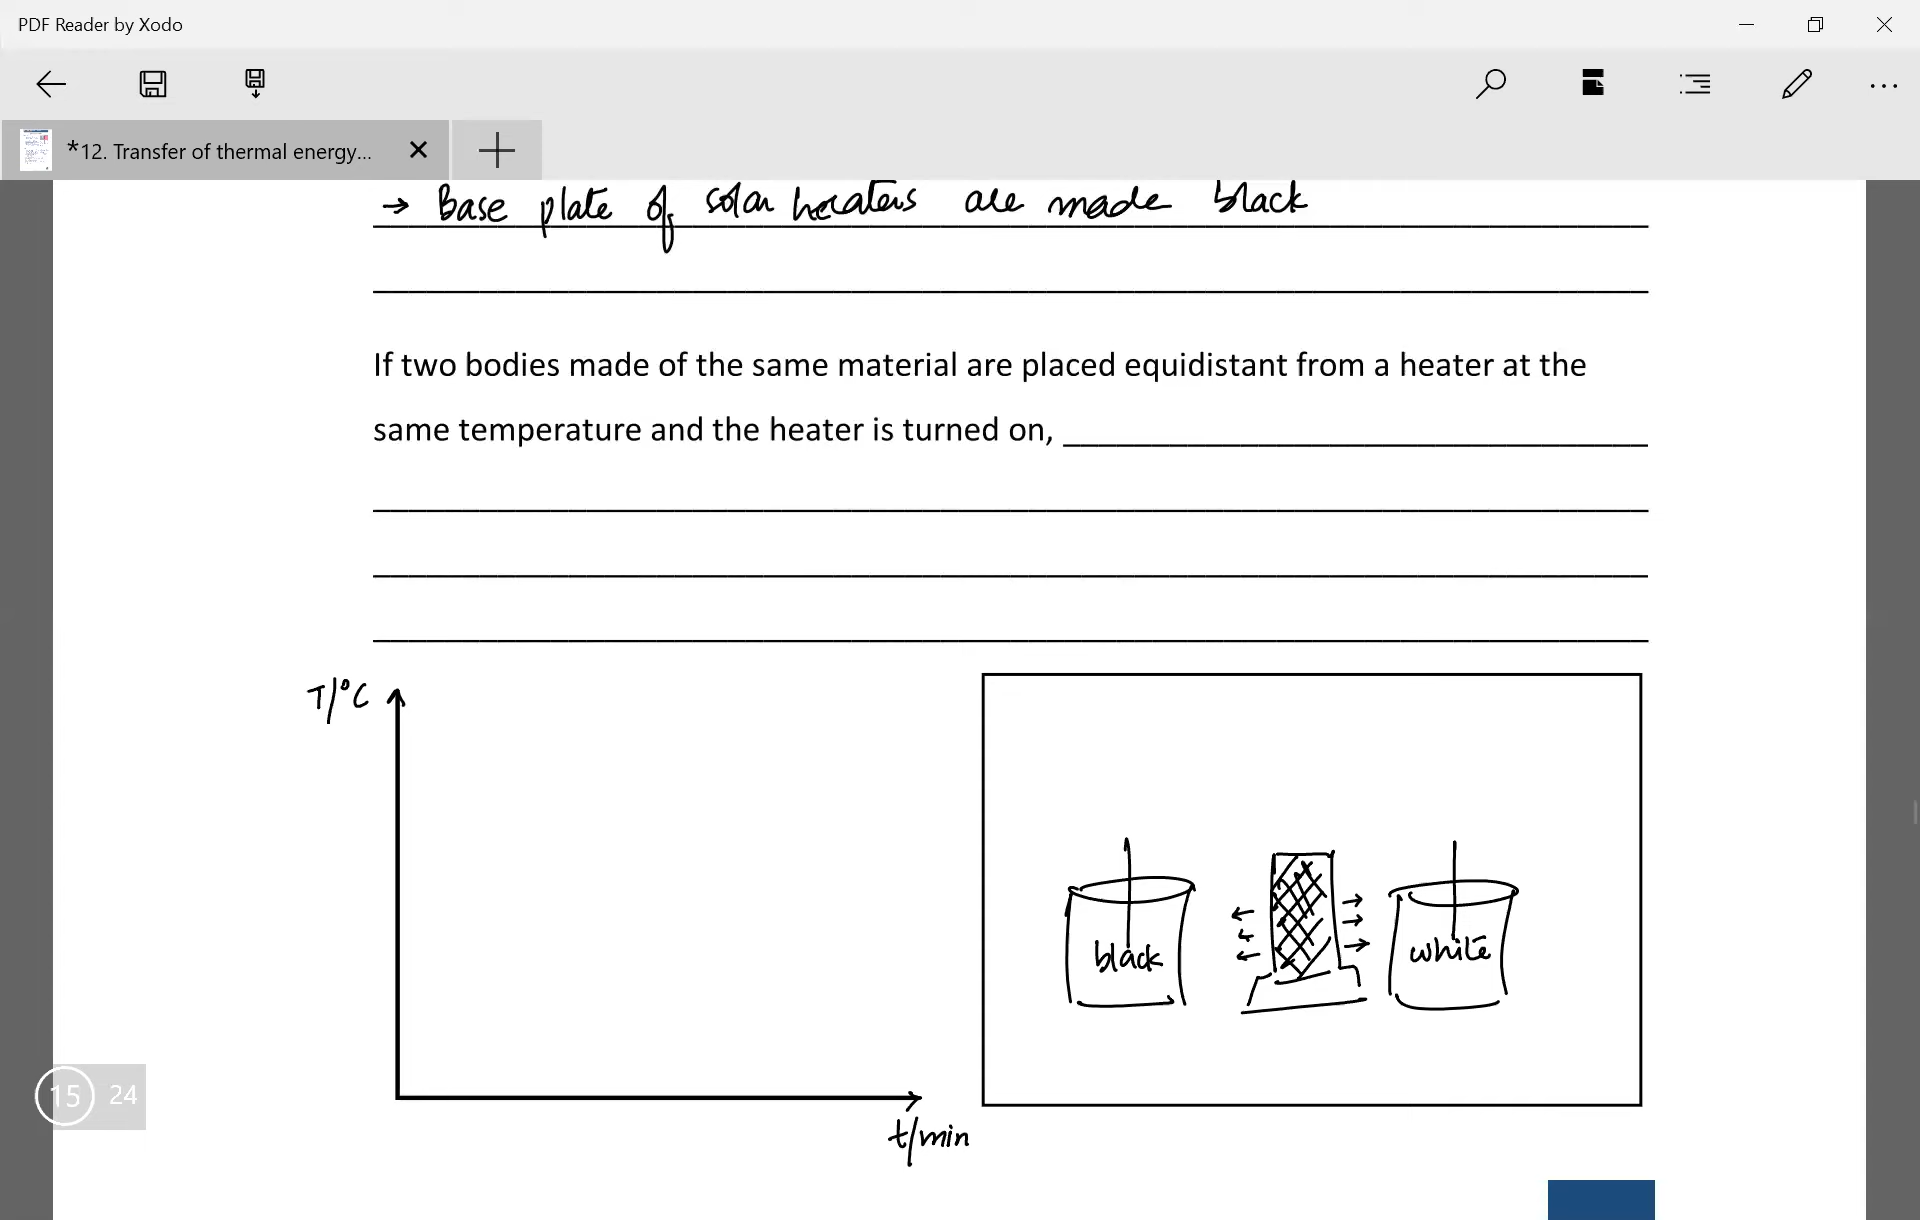 PDF Reader by Xodo
*12. Transfer of thermal energy...
→ Base plate of solar heaters are made black
If two bodies made of the same material are placed equidistant from a heater at the
same temperature and the heater is turned on,
T/°C
black
white
15 24
t/min